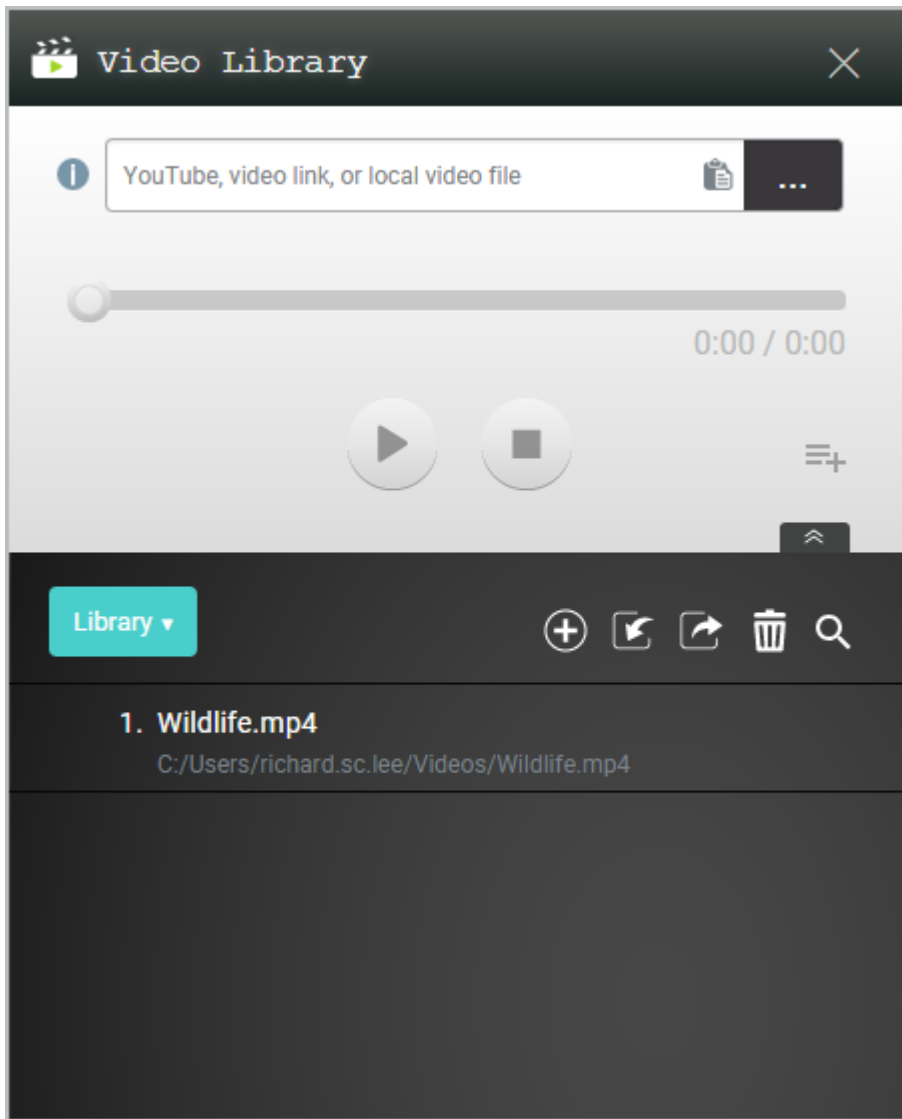 Video Library
YouTube, video link, or local video file
...
0:00 / 0:00
Library
1. Wildlife.mp4
C:/Users/richard.sc.lee/Videos/Wildlife.mp4